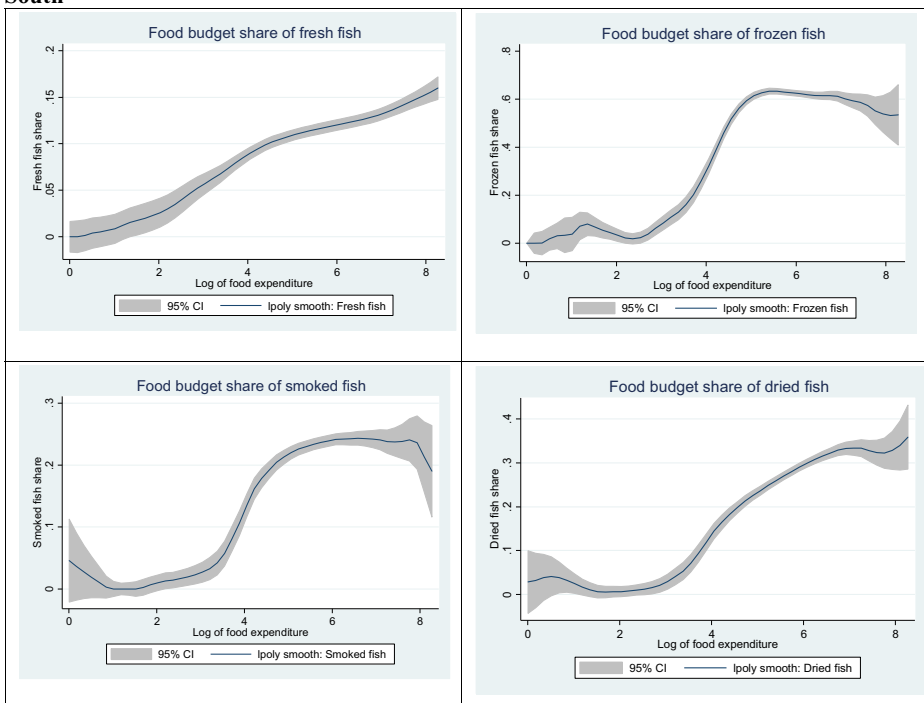 South
Food budget share of fresh fish
Fresh fish share
.2
.15
.1
.05
0
0 2 4 6 8
Log of food expenditure
95% CI lpoly smooth: Fresh fish
Food budget share of frozen fish
Frozen fish share
.8
.6
.4
.2
0
0 2 4 6 8
Log of food expenditure
95% CI lpoly smooth: Frozen fish
Food budget share of smoked fish
Smoked fish share
.3
.2
.1
0
0 2 4 6 8
Log of food expenditure
95% CI lpoly smooth: Smoked fish
Food budget share of dried fish
Dried fish share
.4
.3
.2
.1
0
0 2 4 6 8
Log of food expenditure
95% CI lpoly smooth: Dried fish